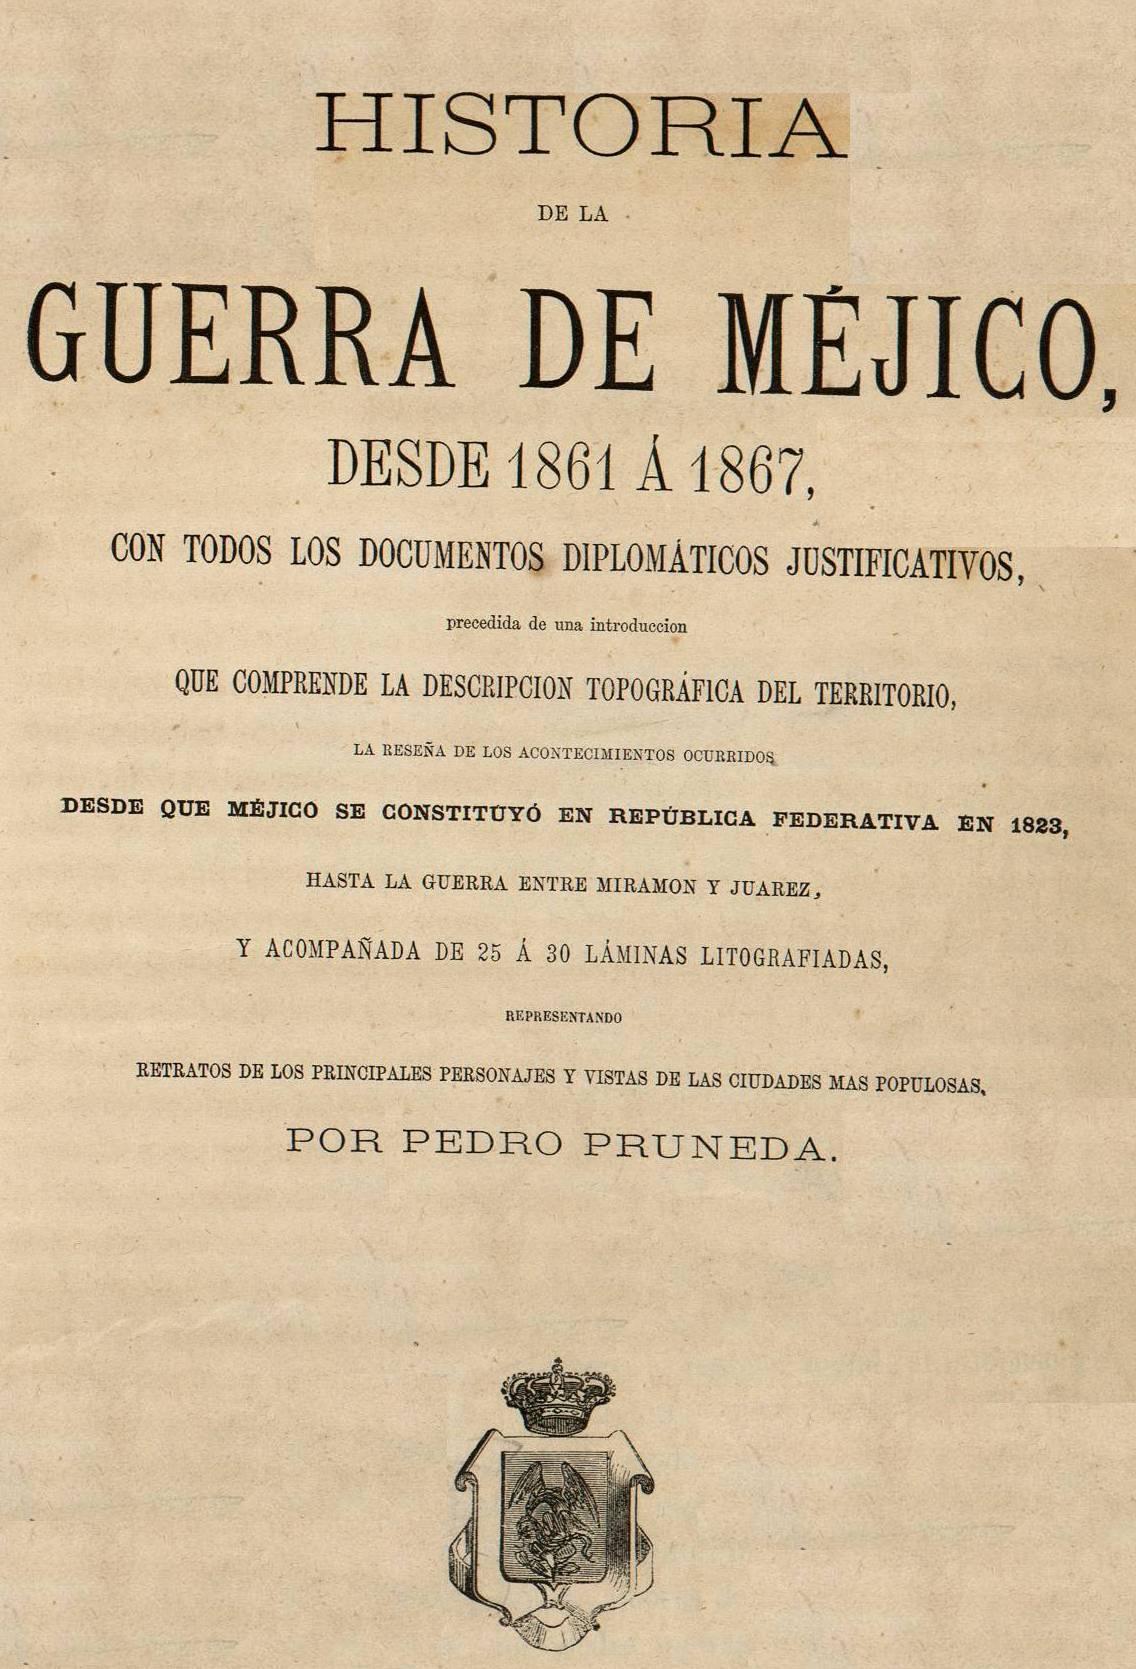 HISTORIA
DE LA
GUERRA DE MÉJICO,
DESDE 1861 Á 1867,
CON TODOS LOS DOCUMENTOS DIPLOMÁTICOS JUSTIFICATIVOS,
precedida de una introduccion
QUE COMPRENDE LA DESCRIPCION TOPOGRÁFICA DEL TERRITORIO,
LA RESEÑA DE LOS ACONTECIMIENTOS OCURRIDOS
DESDE QUE MÉJICO SE CONSTITUYÓ EN REPÚBLICA FEDERATIVA EN 1823,
HASTA LA GUERRA ENTRE MIRAMON Y JUAREZ,
Y ACOMPAÑADA DE 25 Á 30 LÁMINAS LITOGRAFIADAS,
REPRESENTANDO
RETRATOS DE LOS PRINCIPALES PERSONAJES Y VISTAS DE LAS CIUDADES MAS POPULOSAS,
POR PEDRO PRUNEDA.